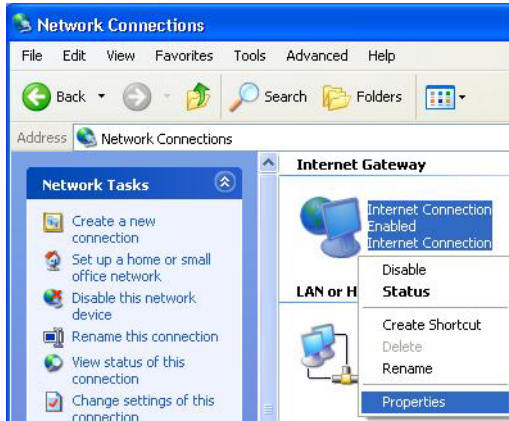 Network Connections
File Edit View Favorites Tools Advanced Help
Back Search Folders
Address Network Connections
Network Tasks
Create a new
connection
Set up a home or small
office network
Disable this network
device
Rename this connection
View status of this
connection
Change settings of this
connection
Internet Gateway
Internet Connection
Enabled
Internet Connection
LAN or H
Disable
Status
Create Shortcut
Delete
Rename
Properties